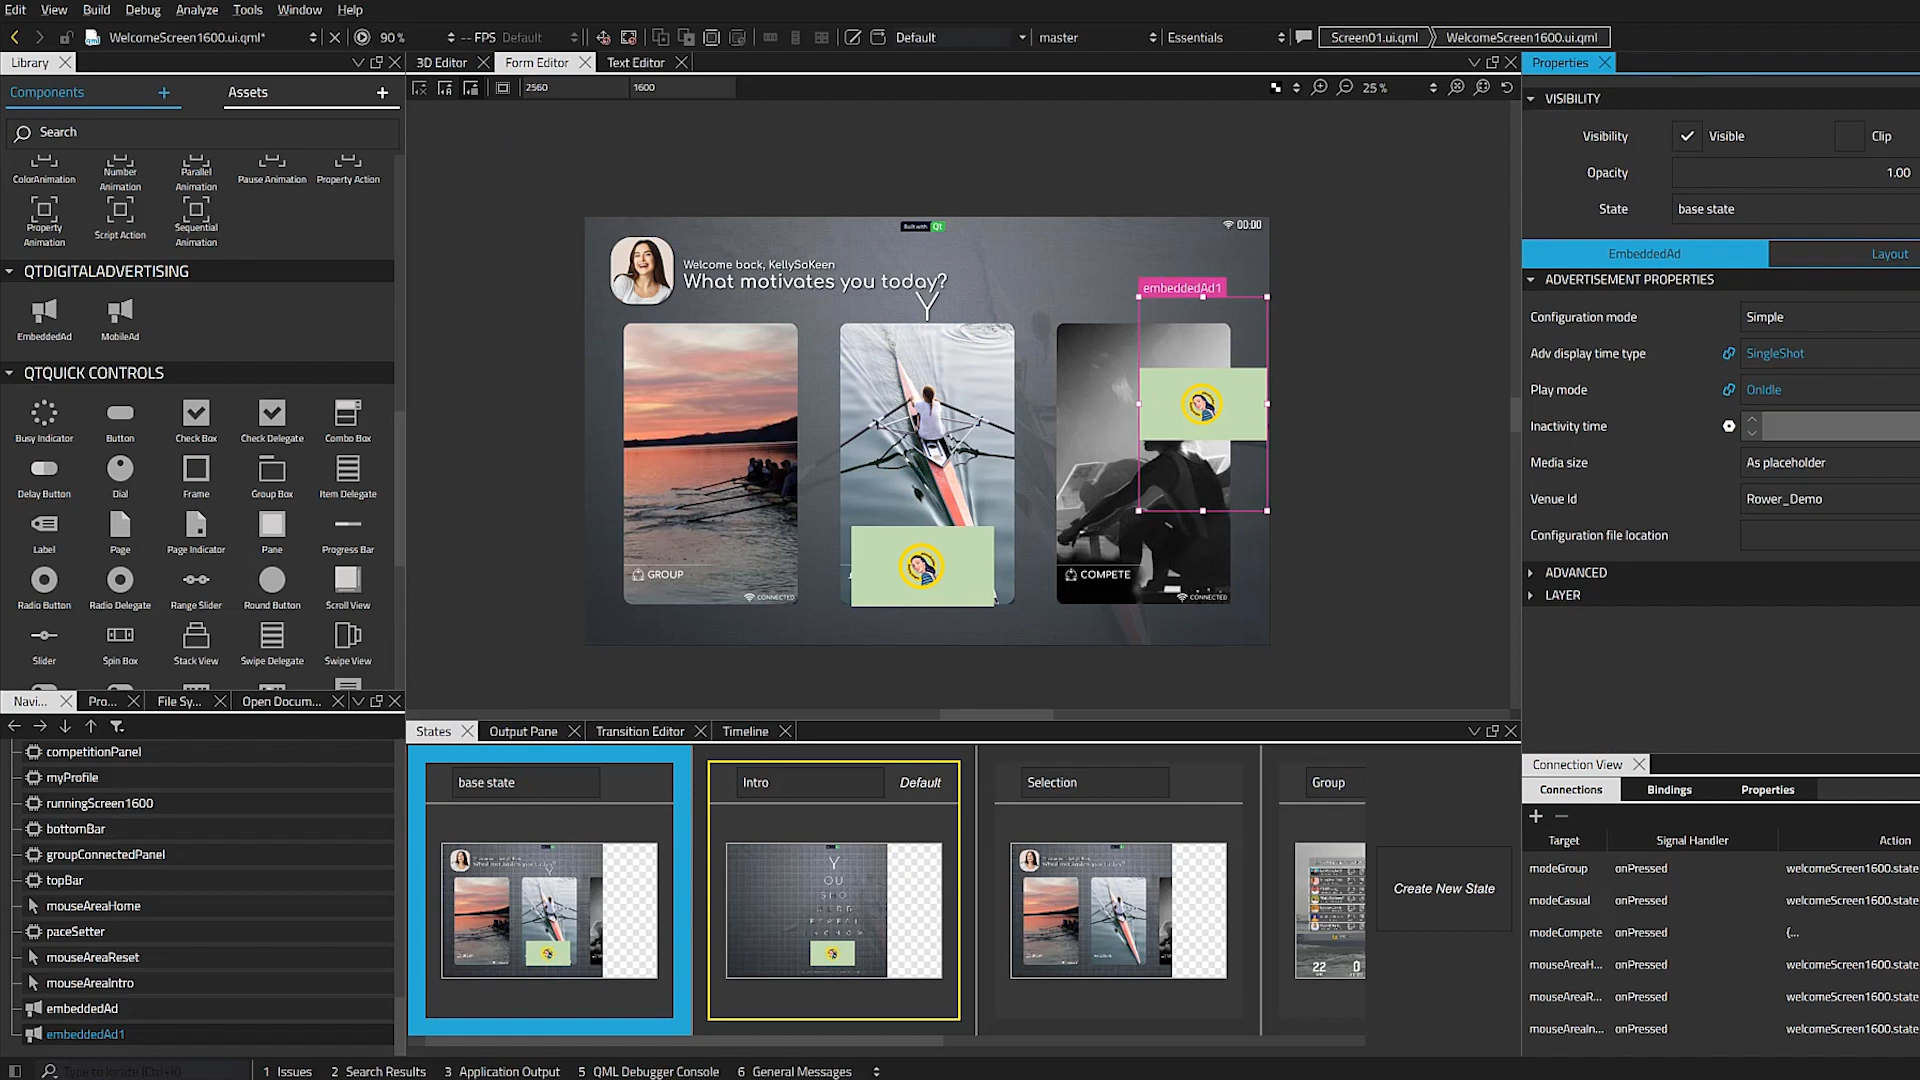 Edit View Build Debug Analyze Tools Window Help
WelcomeScreen1600.ui.qml* 90 % -- FPS Default Default master Essentials Screen01.ui.qml WelcomeScreen1600.ui.qml
Library 3D Editor Form Editor Text Editor Properties
Components + Assets +
2560 1600 25 %
Search
ColorAnimation Number Animation Parallel Animation Pause Animation Property Action
Property Animation Script Action Sequential Animation
QTDIGITALADVERTISING
EmbeddedAd MobileAd
QTQUICK CONTROLS
Busy Indicator Button Check Box Check Delegate Combo Box
Delay Button Dial Frame Group Box Item Delegate
Label Page Page Indicator Pane Progress Bar
Radio Button Radio Delegate Range Slider Round Button Scroll View
Slider Spin Box Stack View Swipe Delegate Swipe View
Built with Qt
00:00
Welcome back, KellySoKeen
What motivates you today?
Y
embeddedAd1
GROUP
CONNECTED
COMPETE
CONNECTED
VISIBILITY
Visibility Visible Clip
Opacity 1.00
State base state
EmbeddedAd Layout
ADVERTISEMENT PROPERTIES
Configuration mode Simple
Adv display time type SingleShot
Play mode OnIdle
Inactivity time
Media size As placeholder
Venue Id Rower_Demo
Configuration file location
ADVANCED
LAYER
Navi... Pro... File Sy... Open Docum...
competitionPanel
myProfile
runningScreen1600
bottomBar
groupConnectedPanel
topBar
mouseAreaHome
paceSetter
mouseAreaReset
mouseAreaIntro
embeddedAd
embeddedAd1
States Output Pane Transition Editor Timeline
base state
Intro Default
Selection
Group
Y
OU
22 0
Create New State
Connection View
Connections Bindings Properties
+ −
Target Signal Handler Action
modeGroup onPressed welcomeScreen1600.state
modeCasual onPressed welcomeScreen1600.state
modeCompete onPressed {...
mouseAreaH... onPressed welcomeScreen1600.state
mouseAreaR... onPressed welcomeScreen1600.state
mouseAreaIn... onPressed welcomeScreen1600.state
Type to locate (Ctrl+K) 1 Issues 2 Search Results 3 Application Output 5 QML Debugger Console 6 General Messages